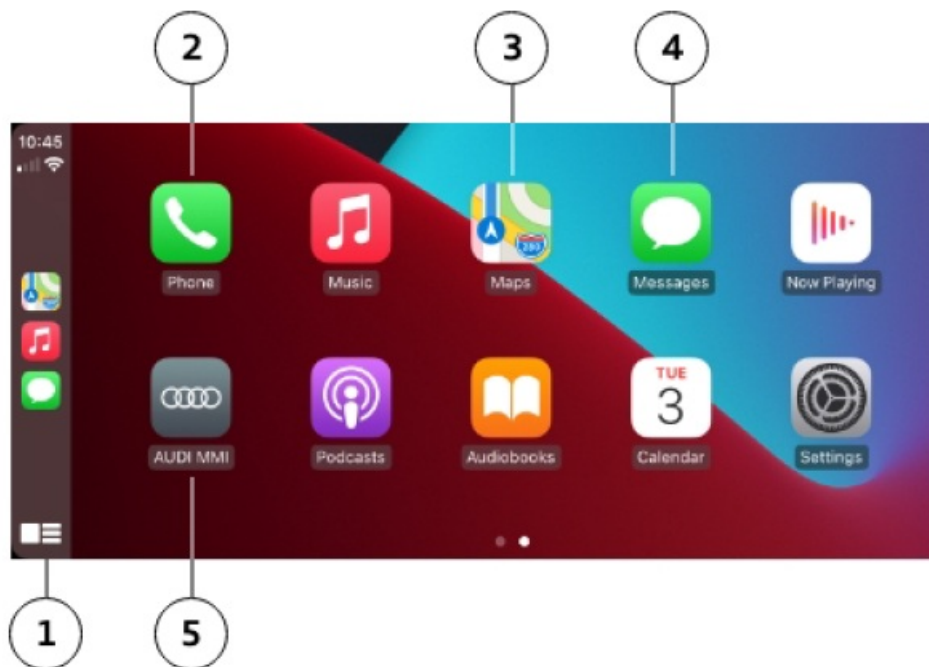 2
3
4
10:45
280
Phone
Music
Maps
Messages
Now Playing
TUE
3
AUDI MMI
Podcasts
Audiobooks
Calendar
Settings
1
5